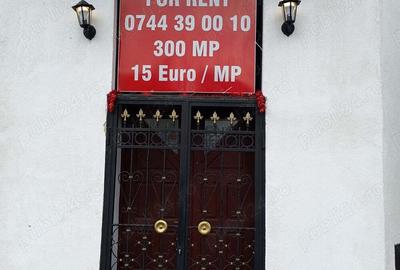 FOR RENT
0744 39 00 10
300 MP
15 Euro / MP